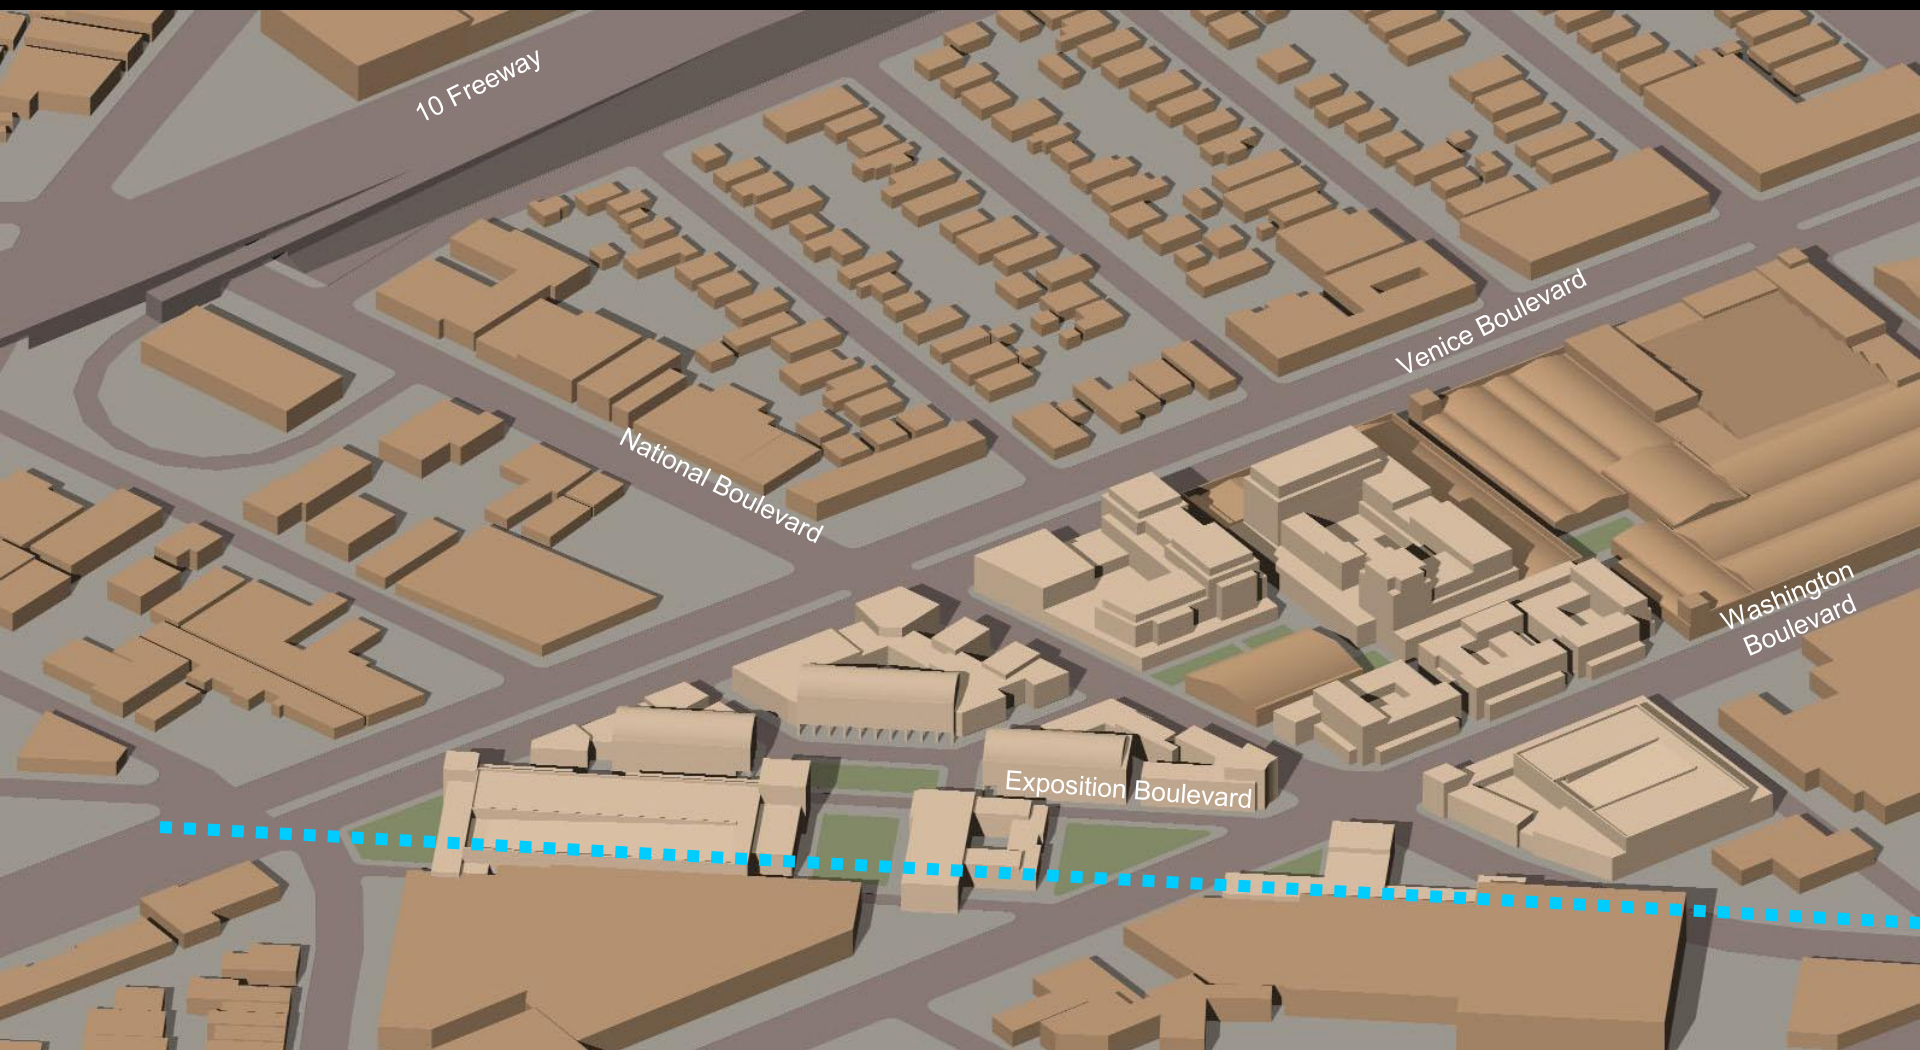 10 Freeway
Venice Boulevard
National Boulevard
Washington
Boulevard
Exposition Boulevard